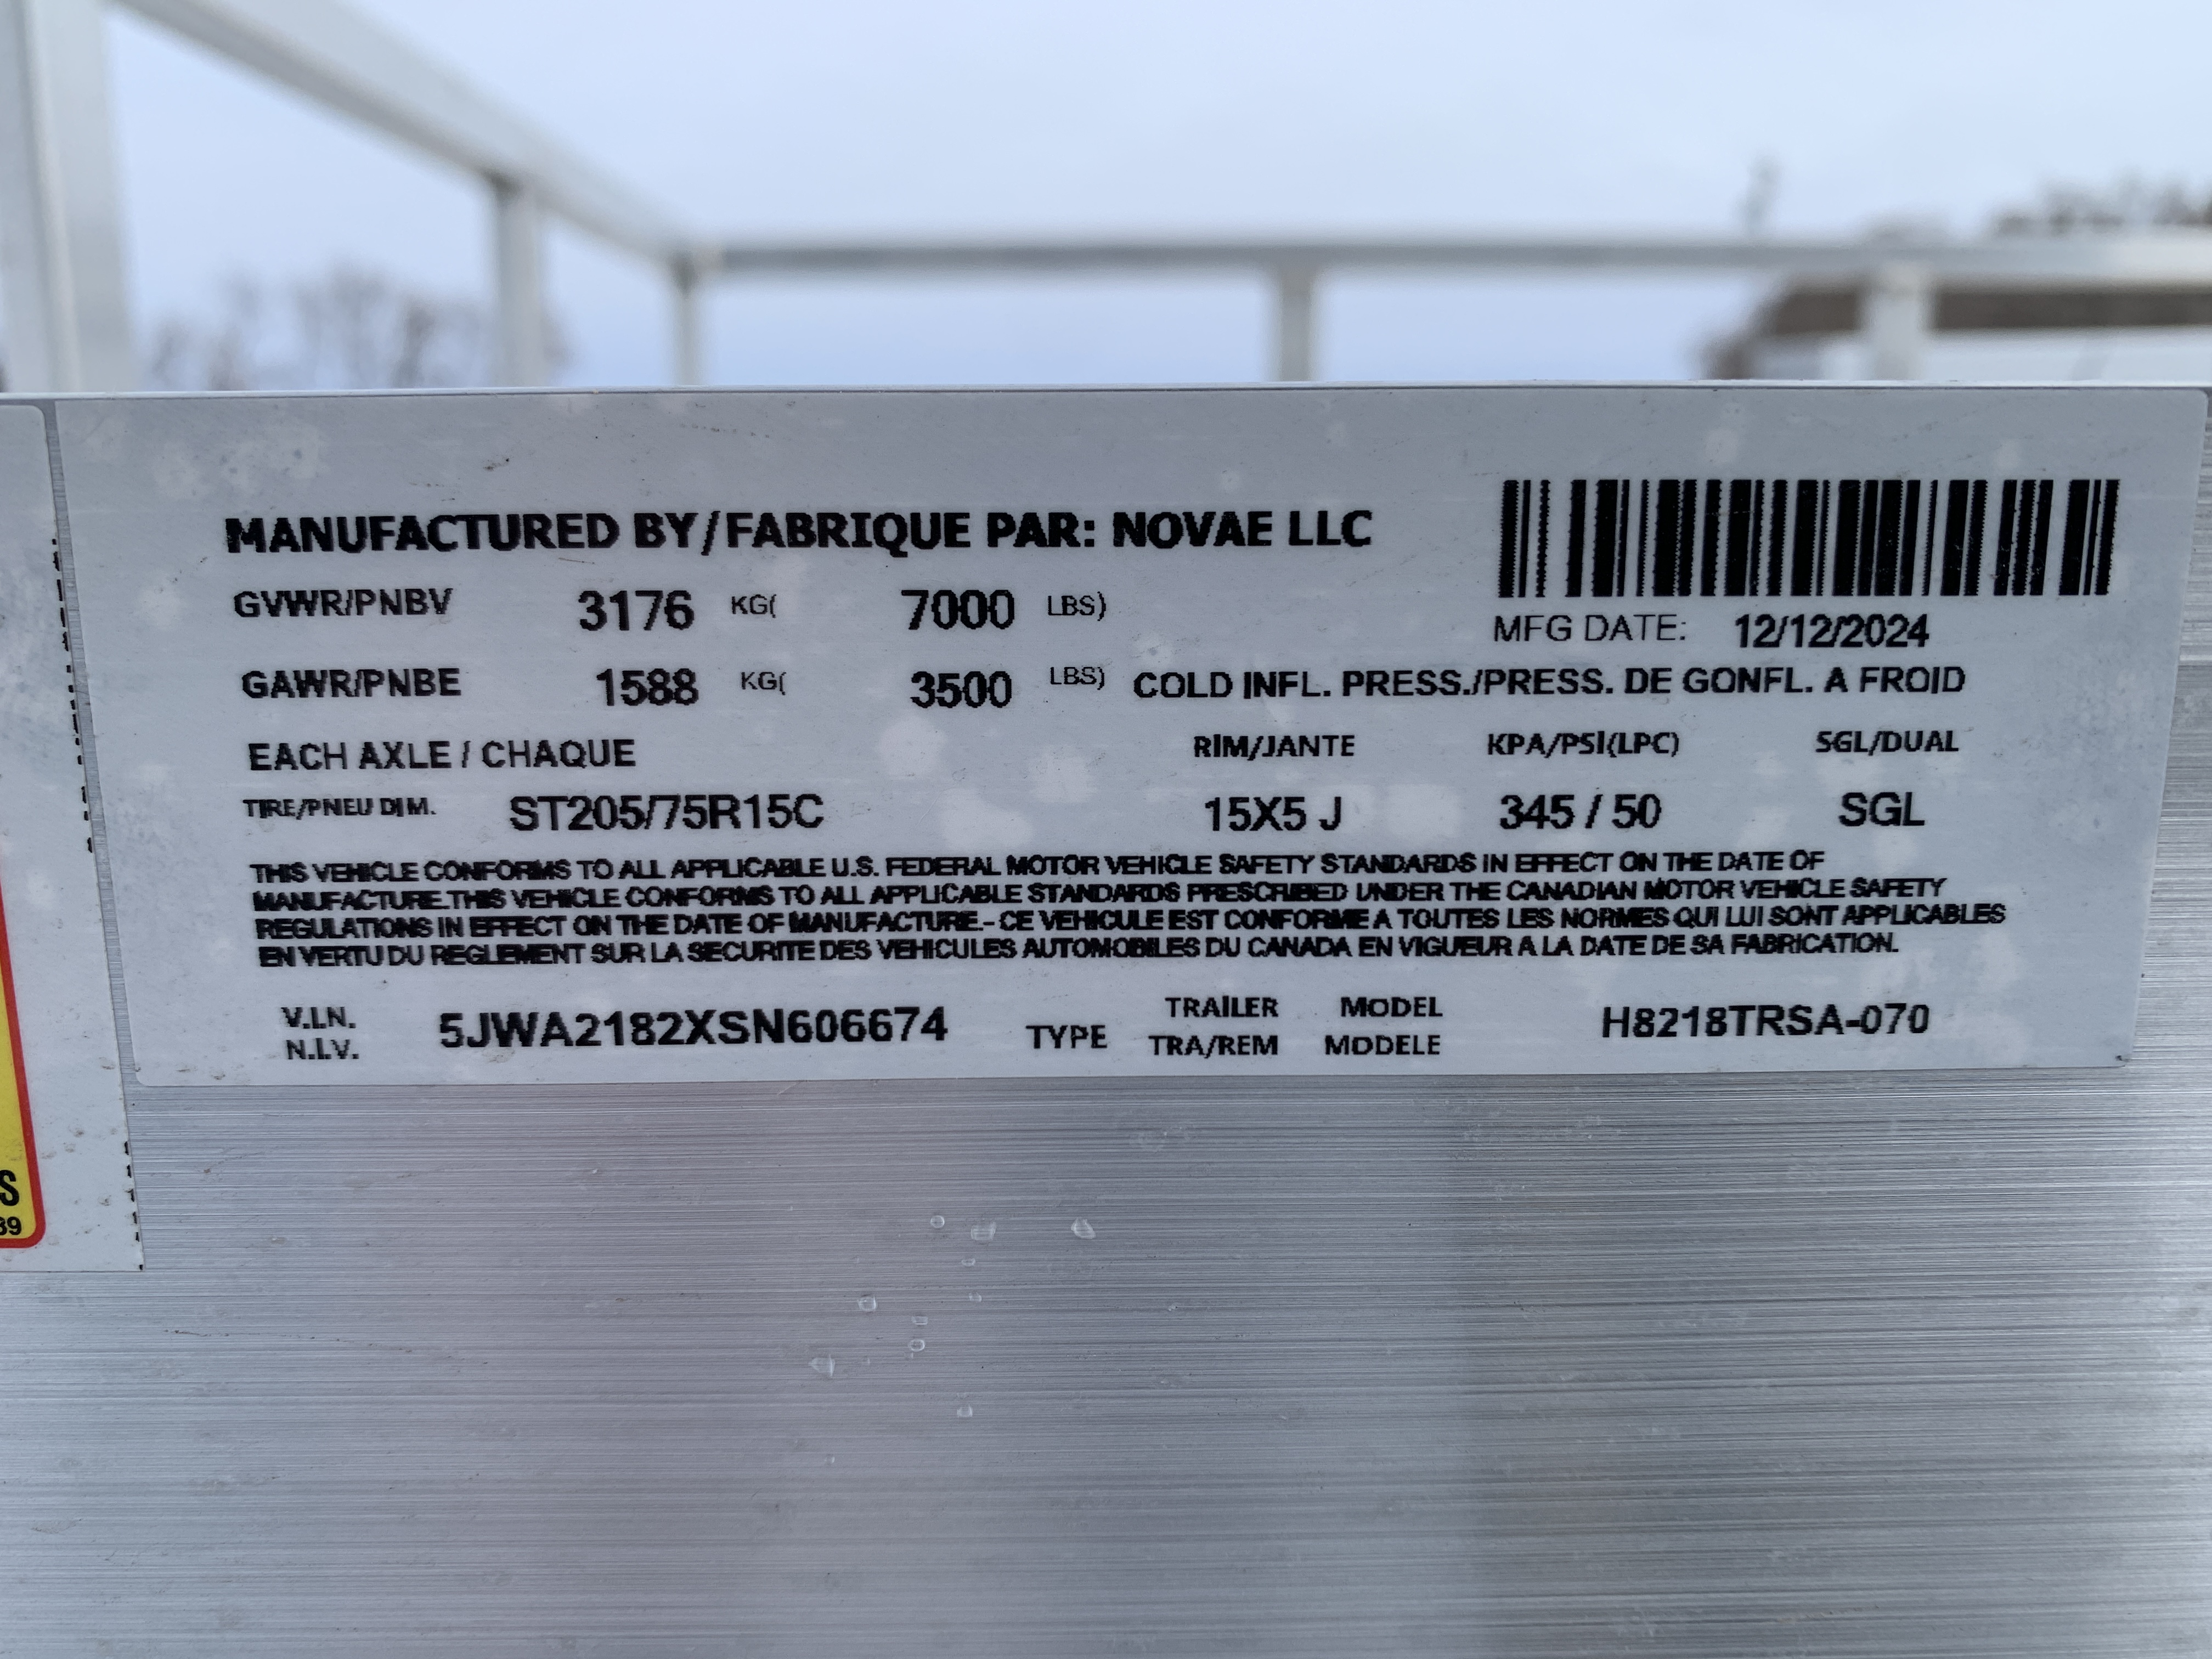 MANUFACTURED BY/FABRIQUE PAR: NOVAE LLC
GVWR/PNBV 3176 KG( 7000 LBS)
MFG DATE: 12/12/2024
GAWR/PNBE 1588 KG( 3500 LBS) COLD INFL. PRESS./PRESS. DE GONFL. A FROID
EACH AXLE / CHAQUE RIM/JANTE KPA/PSI(LPC) SGL/DUAL
TIRE/PNEU DIM. ST205/75R15C 15X5 J 345 / 50 SGL
THIS VEHICLE CONFORMS TO ALL APPLICABLE U.S. FEDERAL MOTOR VEHICLE SAFETY STANDARDS IN EFFECT ON THE DATE OF
MANUFACTURE.THIS VEHICLE CONFORMS TO ALL APPLICABLE STANDARDS PRESCRIBED UNDER THE CANADIAN MOTOR VEHICLE SAFETY
REGULATIONS IN EFFECT ON THE DATE OF MANUFACTURE.- CE VEHICULE EST CONFORME A TOUTES LES NORMES QUI LUI SONT APPLICABLES
EN VERTU DU REGLEMENT SUR LA SECURITE DES VEHICULES AUTOMOBILES DU CANADA EN VIGUEUR A LA DATE DE SA FABRICATION.
V.I.N. 5JWA2182XSN606674 TYPE TRAILER MODEL H8218TRSA-070
N.I.V. TRA/REM MODELE
S
39